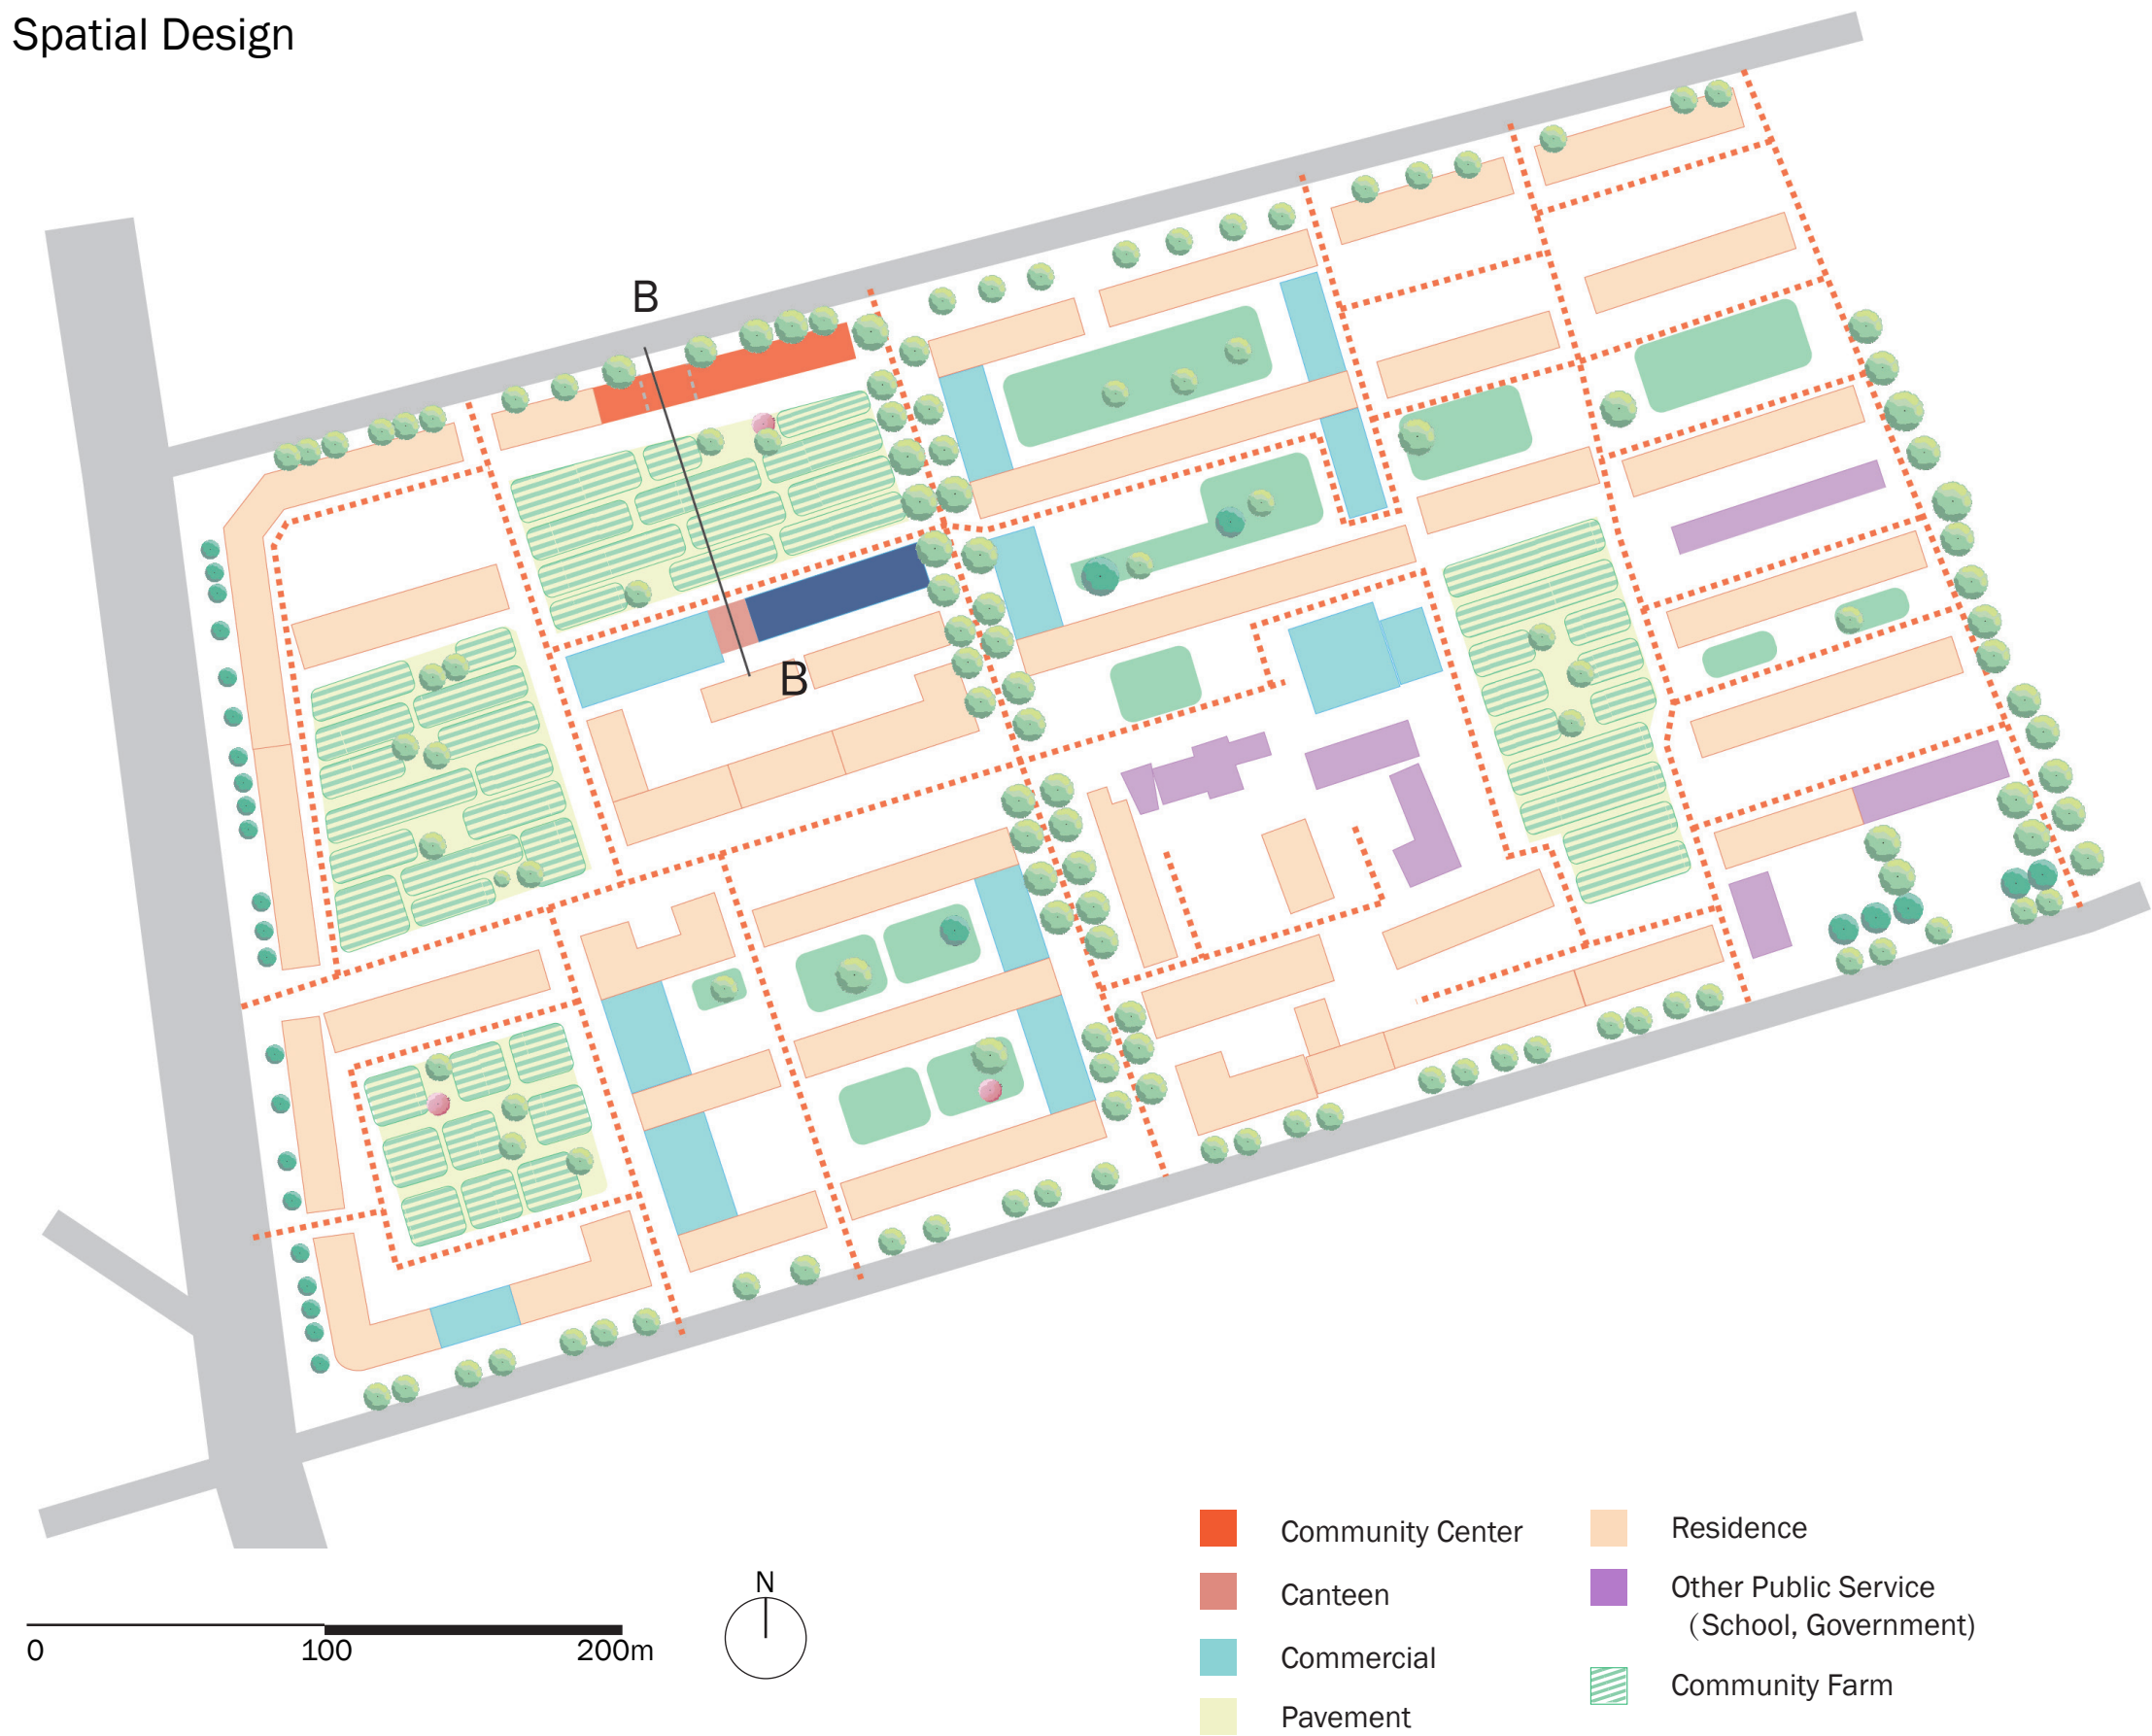 Spatial Design
B
B
N
0 100 200m
Community Center
Canteen
Commercial
Pavement
Residence
Other Public Service
（School, Government)
Community Farm